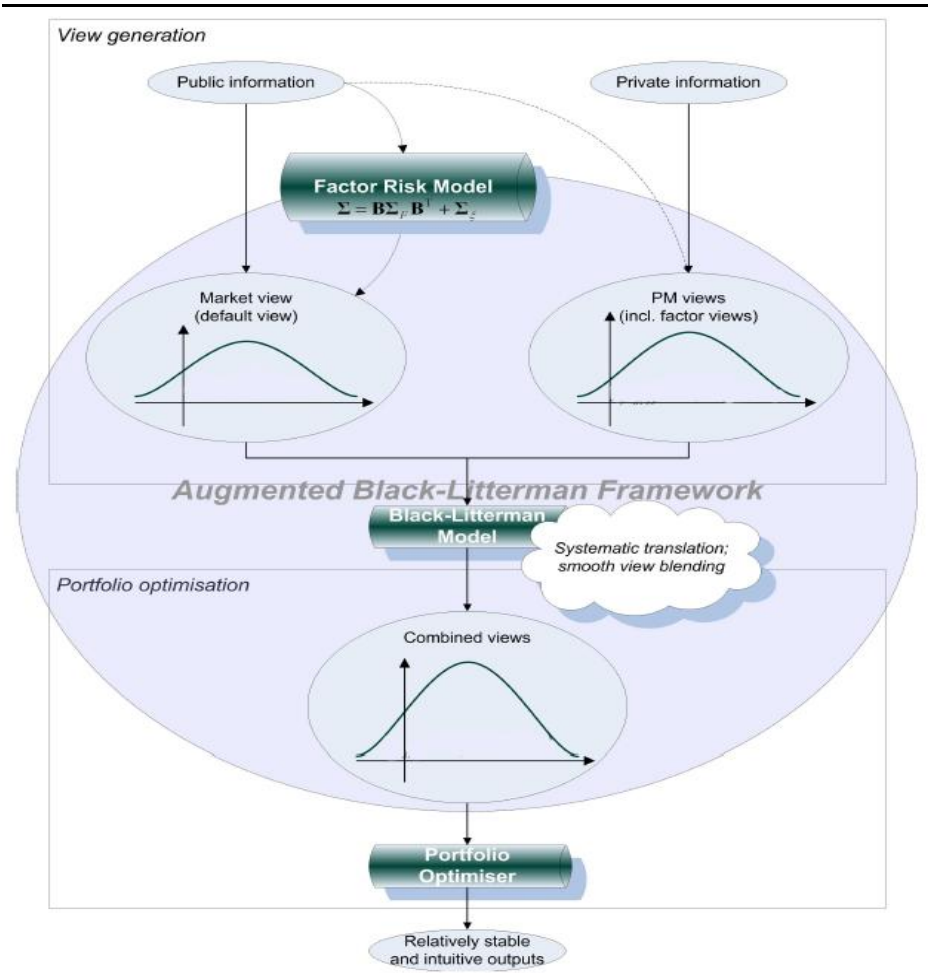 View generation
Public information
Private information
Factor Risk Model
Σ = BΣ_F B^T + Σ_ξ
Market view
(default view)
PM views
(incl. factor views)
Augmented Black-Litterman Framework
Black-Litterman
Model
Systematic translation;
smooth view blending
Portfolio optimisation
Combined views
Portfolio
Optimiser
Relatively stable
and intuitive outputs